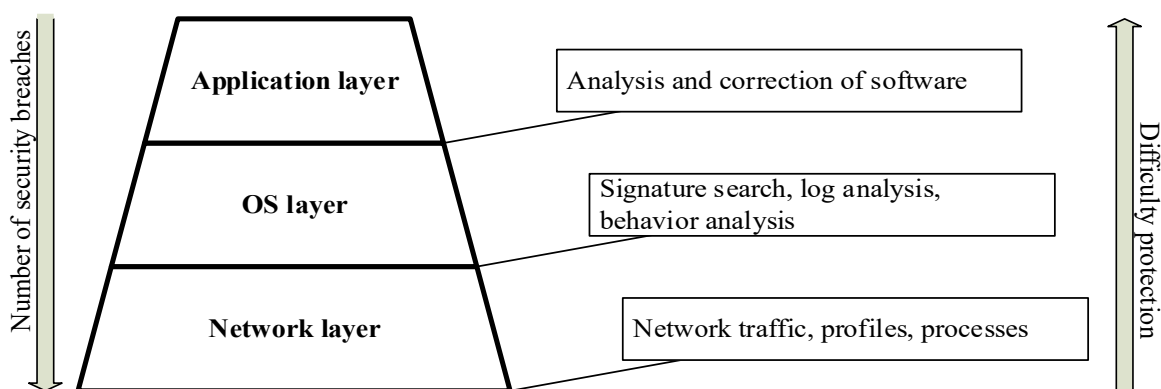 Number of security breaches
Application layer
Analysis and correction of software
OS layer
Signature search, log analysis,
behavior analysis
Network layer
Network traffic, profiles, processes
Difficulty protection